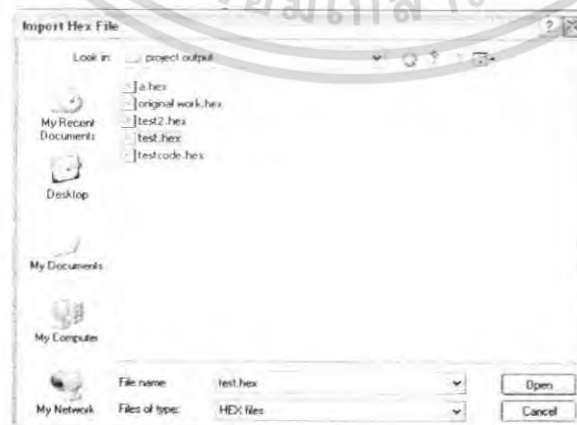 Import Hex File
Look in: project output
a.hex
original work.hex
test2.hex
test.hex
testcode.hex
My Recent
Documents
Desktop
My Documents
My Computer
My Network
File name: test.hex
Open
Files of type: HEX files
Cancel